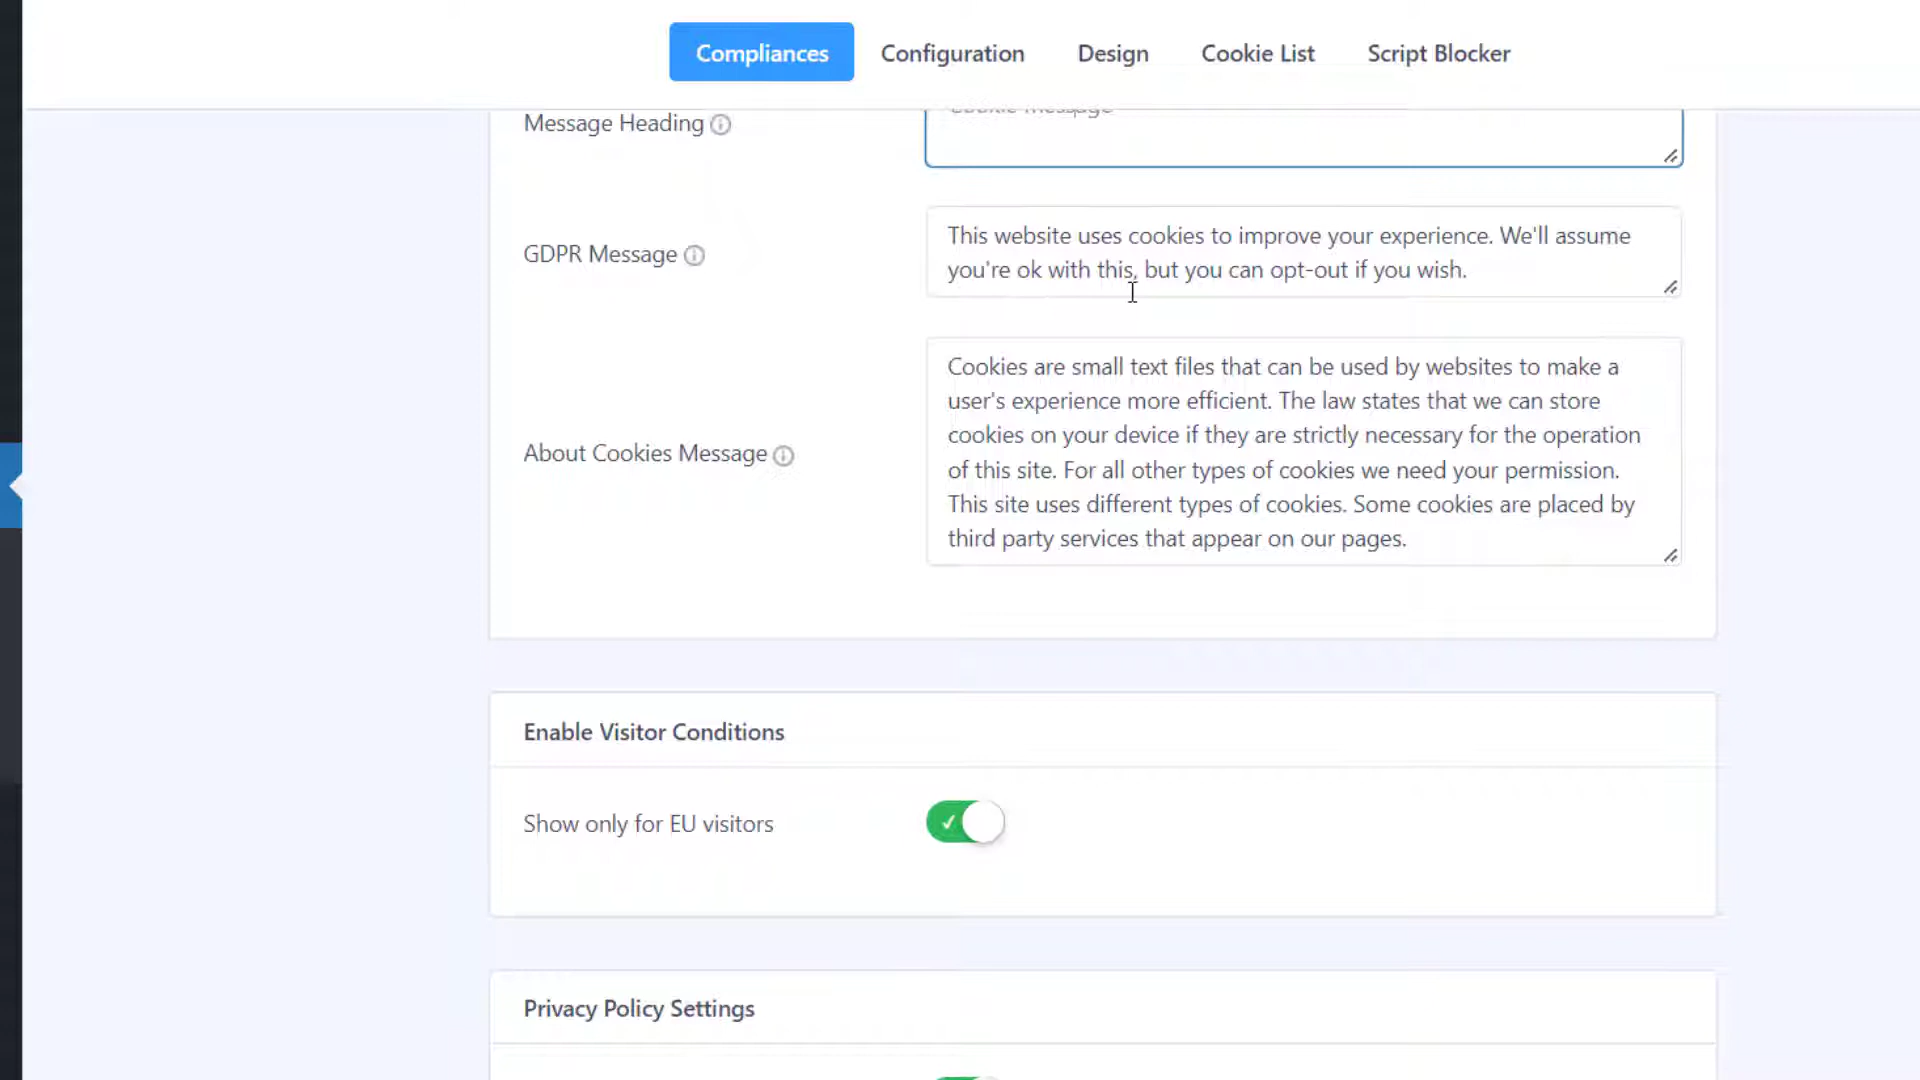 Compliances Configuration Design Cookie List Script Blocker
Message Heading
Cookie Message
GDPR Message
This website uses cookies to improve your experience. We'll assume
you're ok with this, but you can opt-out if you wish.
About Cookies Message
Cookies are small text files that can be used by websites to make a
user's experience more efficient. The law states that we can store
cookies on your device if they are strictly necessary for the operation
of this site. For all other types of cookies we need your permission.
This site uses different types of cookies. Some cookies are placed by
third party services that appear on our pages.
Enable Visitor Conditions
Show only for EU visitors
Privacy Policy Settings